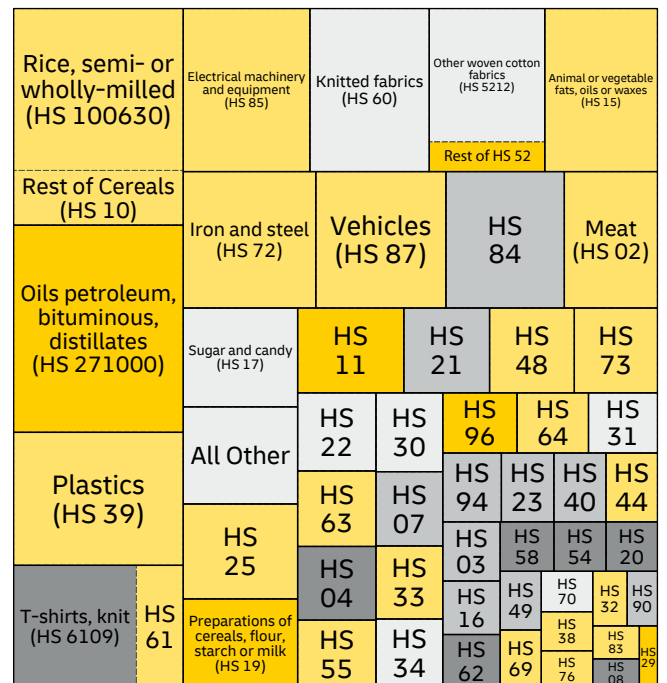 Rice, semi- or
wholly-milled
(HS 100630)
Rest of Cereals
(HS 10)
Oils petroleum,
bituminous,
distillates
(HS 271000)
Plastics
(HS 39)
T-shirts, knit
(HS 6109)
HS
61
Electrical machinery
and equipment
(HS 85)
Knitted fabrics
(HS 60)
Other woven cotton
fabrics
(HS 5212)
Rest of HS 52
Animal or vegetable
fats, oils or waxes
(HS 15)
Iron and steel
(HS 72)
Vehicles
(HS 87)
HS
84
Meat
(HS 02)
Sugar and candy
(HS 17)
HS
11
HS
21
HS
48
HS
73
All Other
HS
25
Preparations of
cereals, flour,
starch or milk
(HS 19)
HS
22
HS
30
HS
63
HS
07
HS
04
HS
33
HS
55
HS
34
HS
96
HS
64
HS
31
HS
94
HS
23
HS
40
HS
44
HS
03
HS
58
HS
54
HS
20
HS
16
HS
49
HS
70
HS
32
HS
90
HS
38
HS
62
HS
69
HS
76
HS
83
HS
08
HS
29